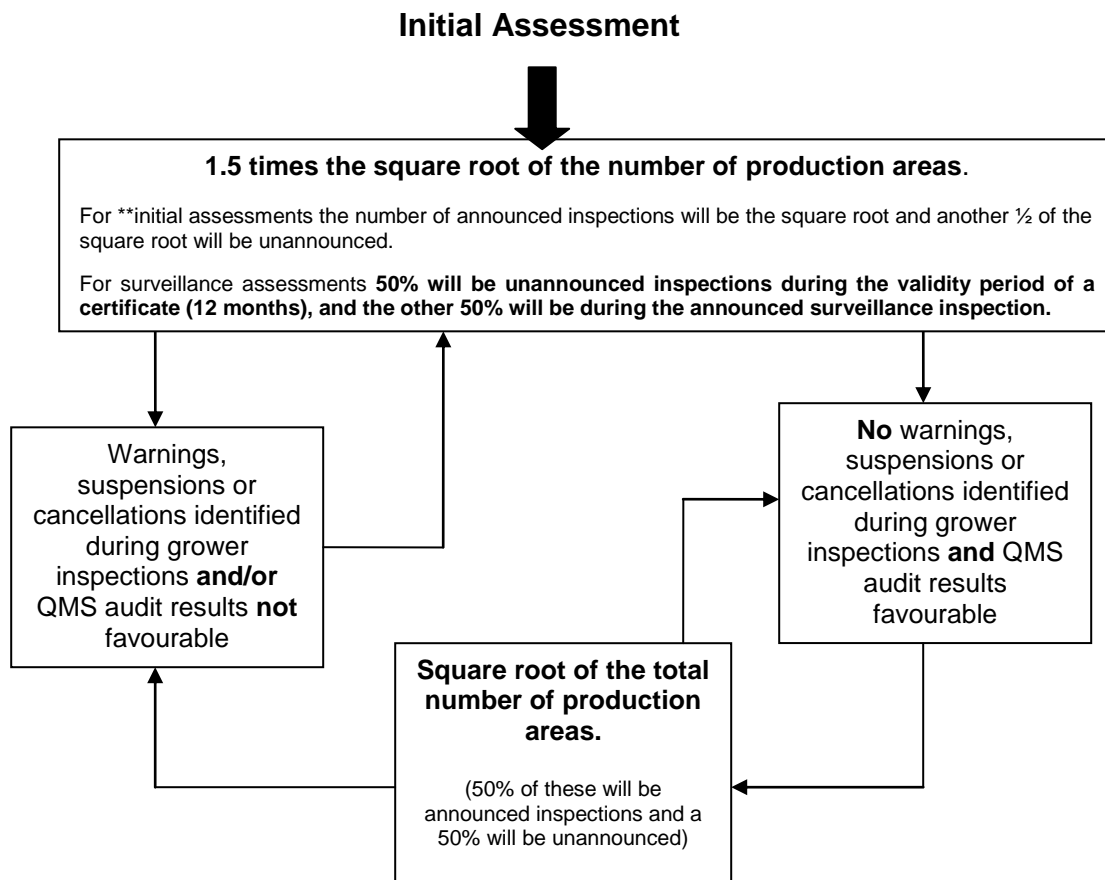 Initial Assessment
1.5 times the square root of the number of production areas.
For **initial assessments the number of announced inspections will be the square root and another ½ of the
square root will be unannounced.
For surveillance assessments 50% will be unannounced inspections during the validity period of a
certificate (12 months), and the other 50% will be during the announced surveillance inspection.
Warnings,
suspensions or
cancellations identified
during grower
inspections and/or
QMS audit results not
favourable
No warnings,
suspensions or
cancellations identified
during grower
inspections and QMS
audit results
favourable
Square root of the total
number of production
areas.
(50% of these will be
announced inspections and a
50% will be unannounced)